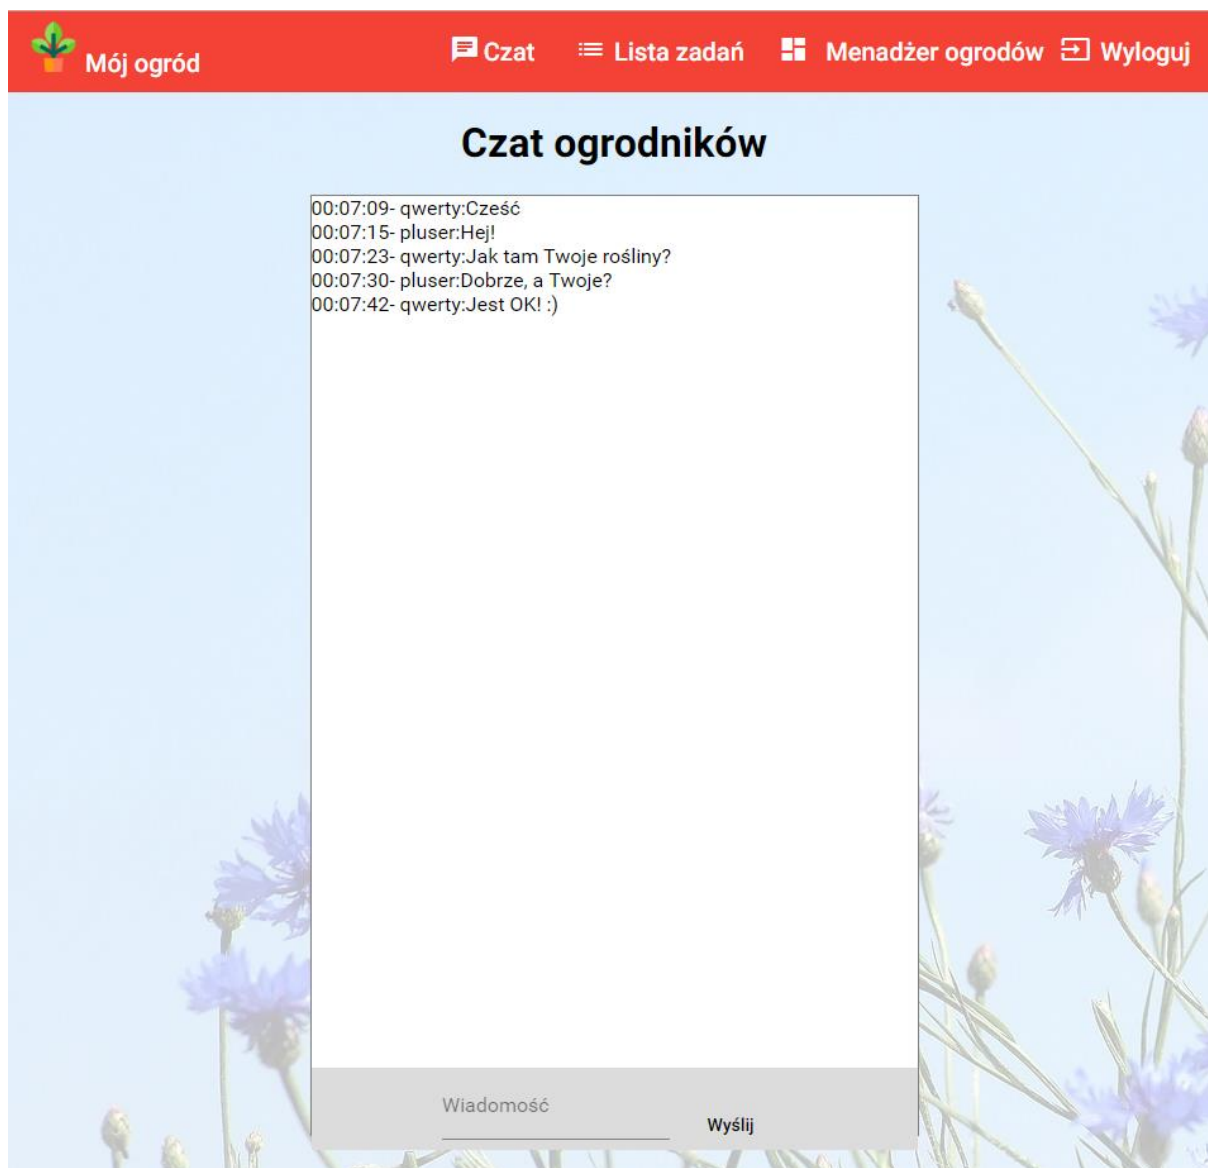 Mój ogród
Czat
Lista zadań
Menadżer ogrodów
Wyloguj
Czat ogrodników
00:07:09- qwerty:Cześć
00:07:15- pluser:Hej!
00:07:23- qwerty:Jak tam Twoje rośliny?
00:07:30- pluser:Dobrze, a Twoje?
00:07:42- qwerty:Jest OK! :)
Wiadomość
Wyślij